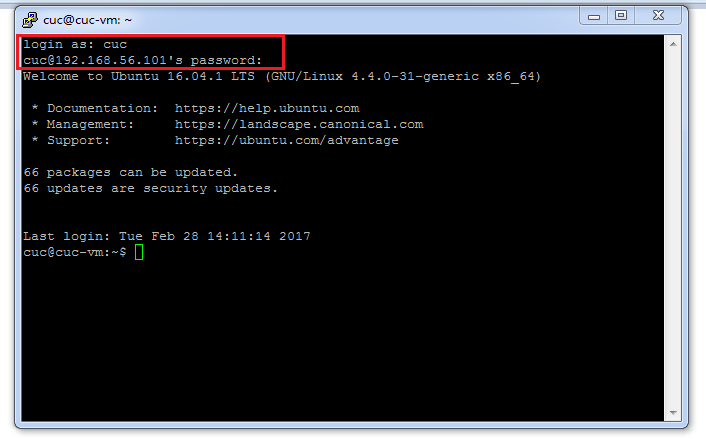 cuc@cuc-vm: ~
login as: cuc
cuc@192.168.56.101's password:
Welcome to Ubuntu 16.04.1 LTS (GNU/Linux 4.4.0-31-generic x86_64)
* Documentation:  https://help.ubuntu.com
* Management:     https://landscape.canonical.com
* Support:        https://ubuntu.com/advantage
66 packages can be updated.
66 updates are security updates.
Last login: Tue Feb 28 14:11:14 2017
cuc@cuc-vm:~$